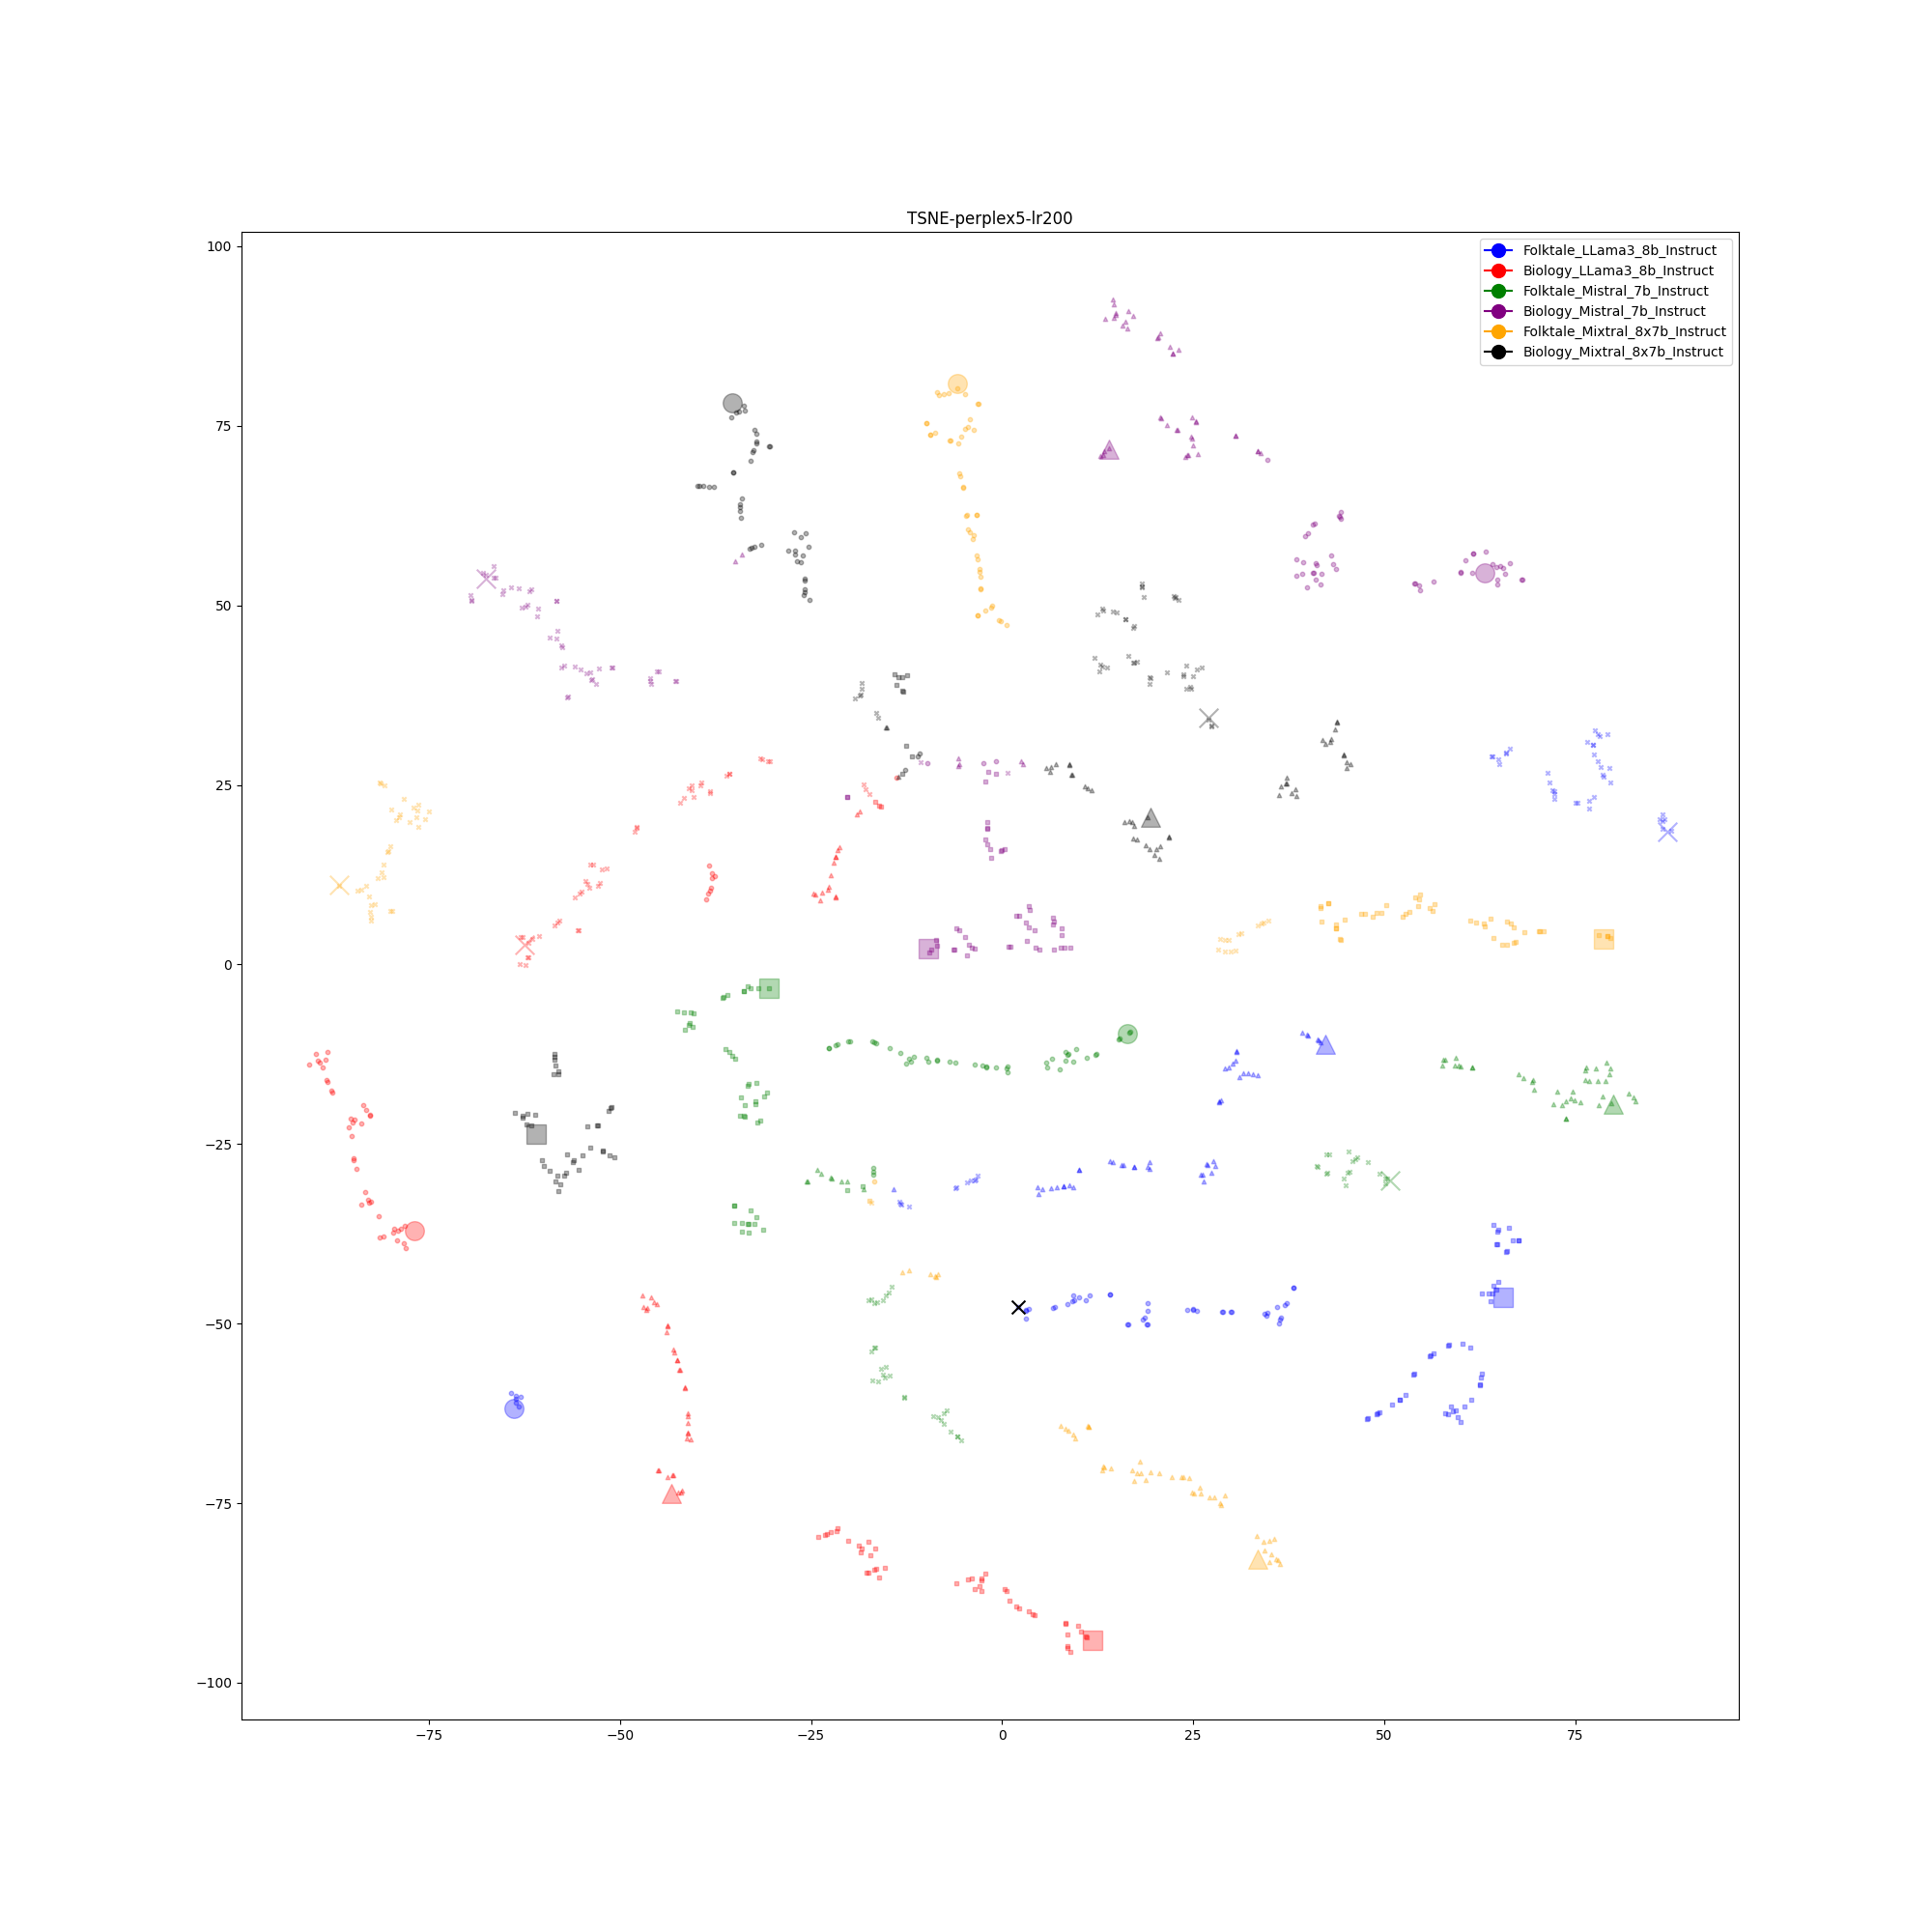 TSNE-perplex5-lr200
Folktale_LLama3_8b_Instruct
Biology_LLama3_8b_Instruct
Folktale_Mistral_7b_Instruct
Biology_Mistral_7b_Instruct
Folktale_Mixtral_8x7b_Instruct
Biology_Mixtral_8x7b_Instruct
100
75
50
25
0
−25
−50
−75
−100
−75 −50 −25 0 25 50 75